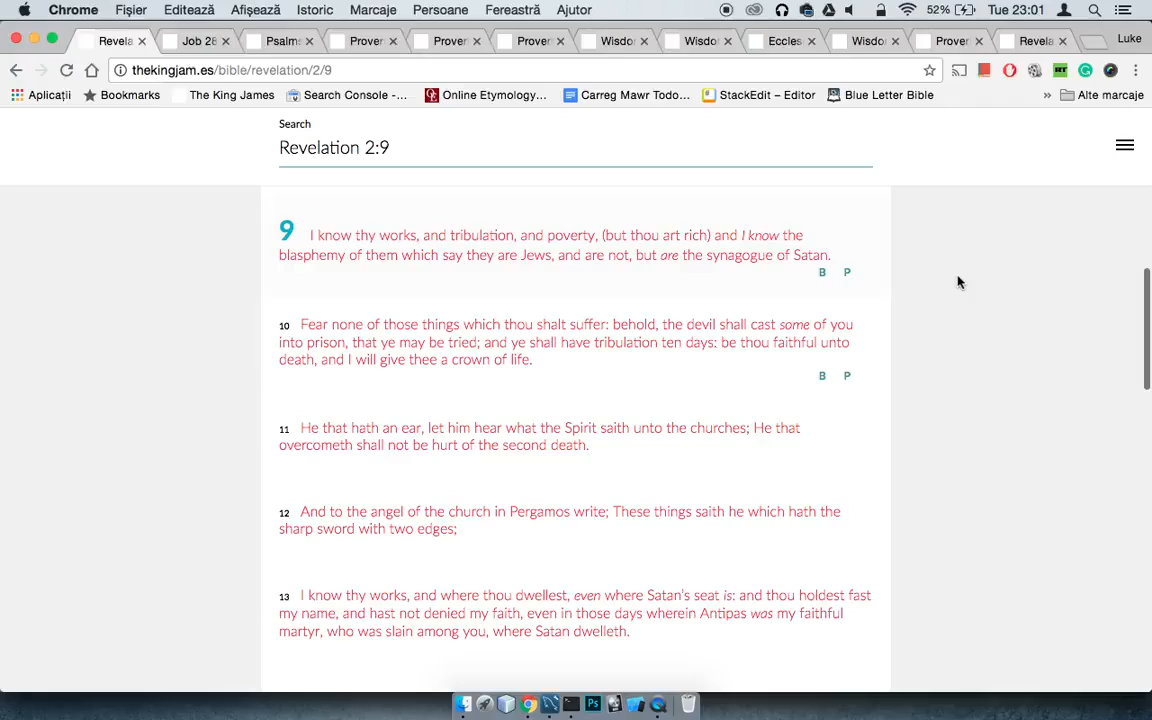 Chrome Fișier Editează Afișează Istoric Marcaje Persoane Fereastră Ajutor 52% Tue 23:01
Revela Job 28 Psalms Prover Prover Prover Wisdo Wisdo Eccles Wisdo Prover Revela Luke
thekingjam.es/bible/revelation/2/9
Aplicații Bookmarks The King James Search Console -... Online Etymology... Carreg Mawr Todo... StackEdit – Editor Blue Letter Bible » Alte marcaje
Search
Revelation 2:9
9 I know thy works, and tribulation, and poverty, (but thou art rich) and I know the
blasphemy of them which say they are Jews, and are not, but are the synagogue of Satan.
B P
10 Fear none of those things which thou shalt suffer: behold, the devil shall cast some of you
into prison, that ye may be tried; and ye shall have tribulation ten days: be thou faithful unto
death, and I will give thee a crown of life.
B P
11 He that hath an ear, let him hear what the Spirit saith unto the churches; He that
overcometh shall not be hurt of the second death.
12 And to the angel of the church in Pergamos write; These things saith he which hath the
sharp sword with two edges;
13 I know thy works, and where thou dwellest, even where Satan's seat is: and thou holdest fast
my name, and hast not denied my faith, even in those days wherein Antipas was my faithful
martyr, who was slain among you, where Satan dwelleth.
Ps